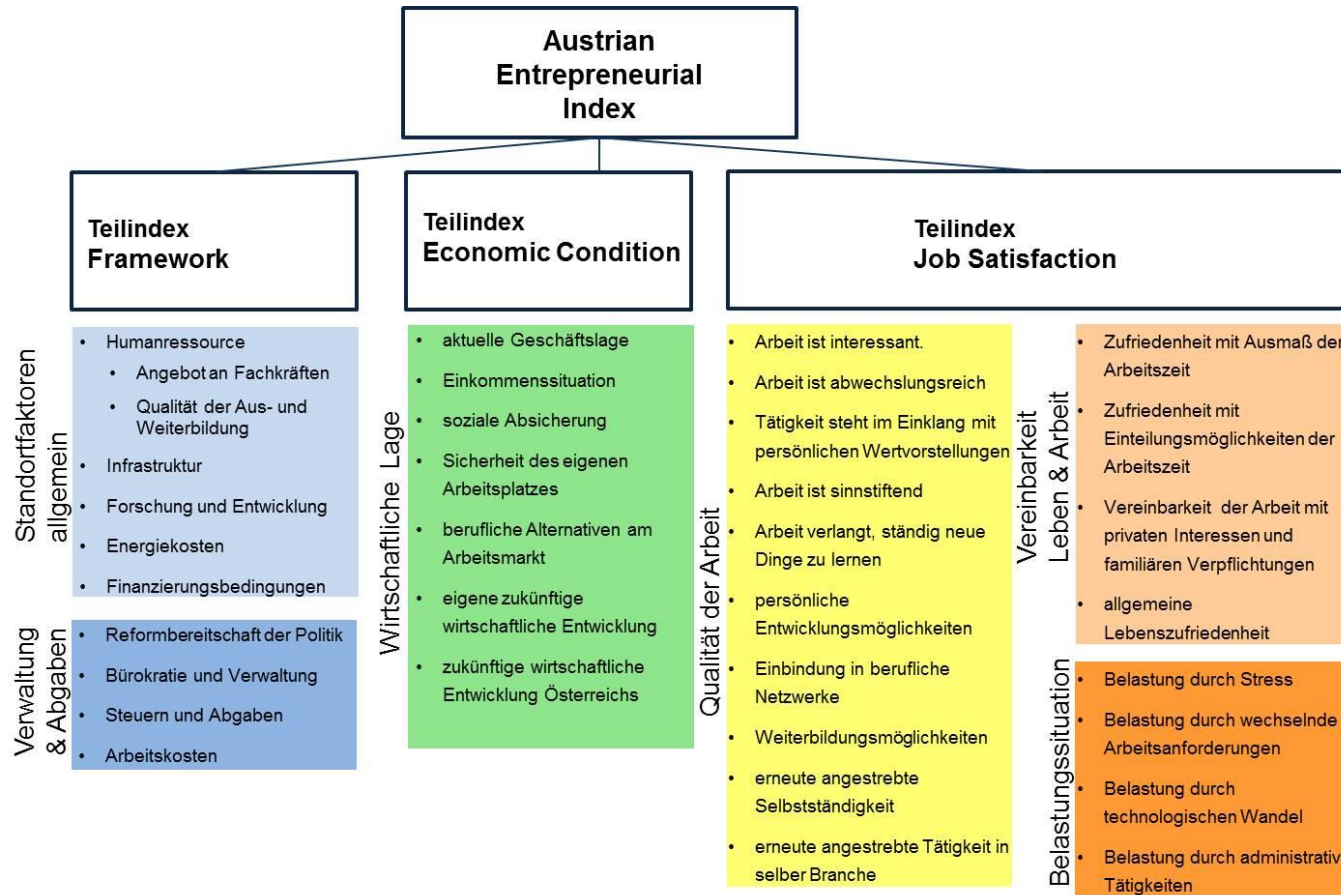 Austrian
Entrepreneurial
Index
Teilindex
Framework
Teilindex
Economic Condition
Teilindex
Job Satisfaction
Standortfaktoren
allgemein
• Humanressource
• Angebot an Fachkräften
• Qualität der Aus- und
Weiterbildung
• Infrastruktur
• Forschung und Entwicklung
• Energiekosten
• Finanzierungsbedingungen
Verwaltung
& Abgaben
• Reformbereitschaft der Politik
• Bürokratie und Verwaltung
• Steuern und Abgaben
• Arbeitskosten
Wirtschaftliche Lage
• aktuelle Geschäftslage
• Einkommenssituation
• soziale Absicherung
• Sicherheit des eigenen
Arbeitsplatzes
• berufliche Alternativen am
Arbeitsmarkt
• eigene zukünftige
wirtschaftliche Entwicklung
• zukünftige wirtschaftliche
Entwicklung Österreichs
Qualität der Arbeit
• Arbeit ist interessant.
• Arbeit ist abwechslungsreich
• Tätigkeit steht im Einklang mit
persönlichen Wertvorstellungen
• Arbeit ist sinnstiftend
• Arbeit verlangt, ständig neue
Dinge zu lernen
• persönliche
Entwicklungsmöglichkeiten
• Einbindung in berufliche
Netzwerke
• Weiterbildungsmöglichkeiten
• erneute angestrebte
Selbstständigkeit
• erneute angestrebte Tätigkeit in
selber Branche
Vereinbarkeit
Leben & Arbeit
• Zufriedenheit mit Ausmaß der
Arbeitszeit
• Zufriedenheit mit
Einteilungsmöglichkeiten der
Arbeitszeit
• Vereinbarkeit der Arbeit mit
privaten Interessen und
familiären Verpflichtungen
• allgemeine
Lebenszufriedenheit
Belastungssituation
• Belastung durch Stress
• Belastung durch wechselnde
Arbeitsanforderungen
• Belastung durch
technologischen Wandel
• Belastung durch administrativ
Tätigkeiten